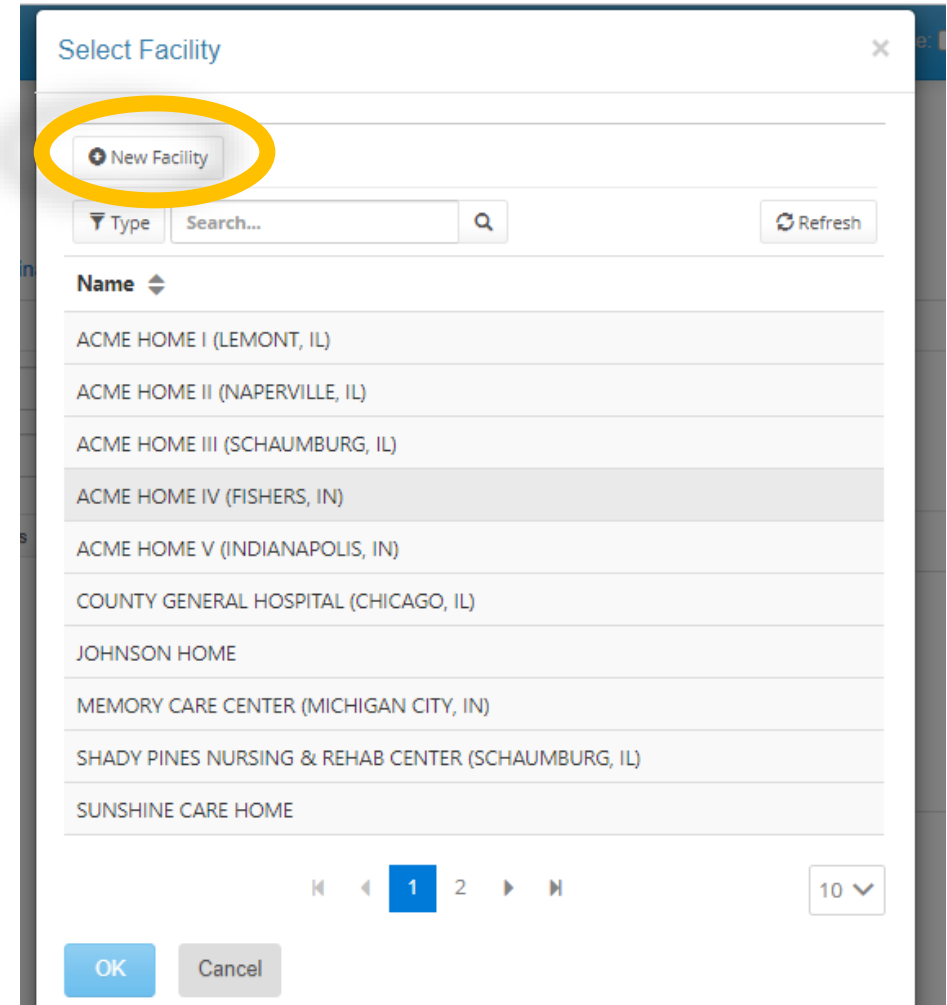 Select Facility
e:
New Facility
Type Search... Refresh
Name
ACME HOME I (LEMONT, IL)
ACME HOME II (NAPERVILLE, IL)
ACME HOME III (SCHAUMBURG, IL)
ACME HOME IV (FISHERS, IN)
ACME HOME V (INDIANAPOLIS, IN)
COUNTY GENERAL HOSPITAL (CHICAGO, IL)
JOHNSON HOME
MEMORY CARE CENTER (MICHIGAN CITY, IN)
SHADY PINES NURSING & REHAB CENTER (SCHAUMBURG, IL)
SUNSHINE CARE HOME
1 2 10
OK Cancel